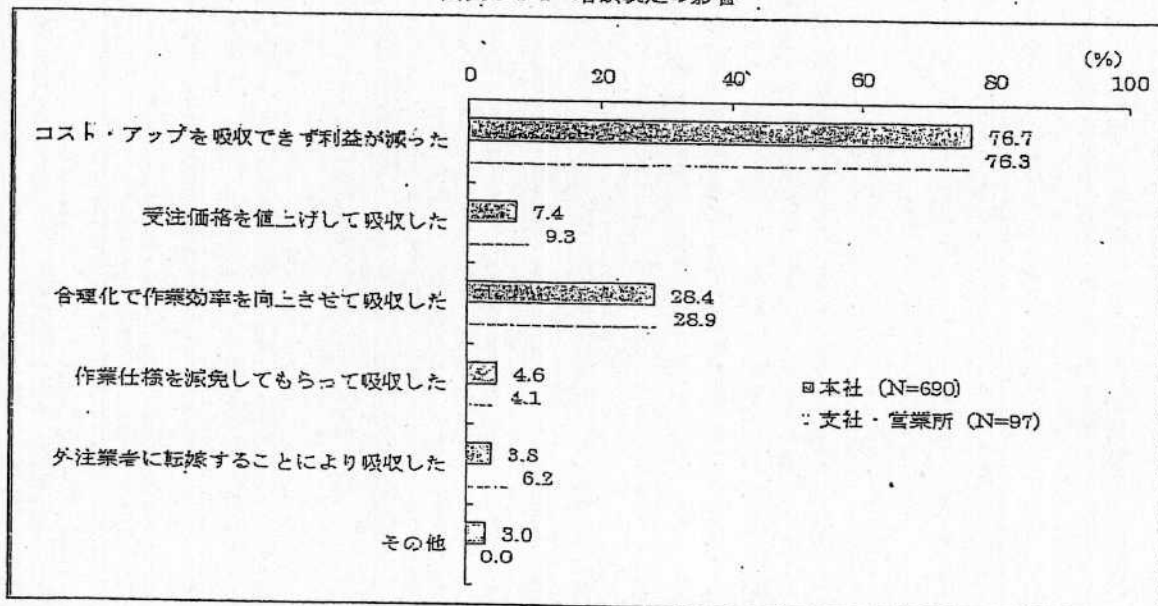 (%)
0 20 40 60 80 100
コスト・アップを吸収できず利益が減った 76.7
76.3
受注価格を値上げして吸収した 7.4
9.3
合理化で作業効率を向上させて吸収した 28.4
28.9
作業仕様を減免してもらって吸収した 4.6
4.1
本社 (N=690)
支社・営業所 (N=97)
外注業者に転嫁することにより吸収した 3.8
6.2
その他 3.0
0.0